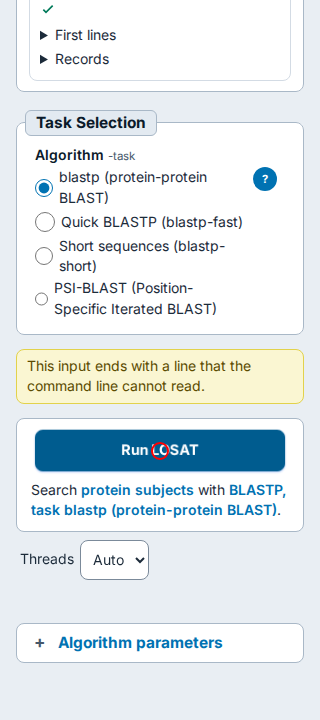 First lines
Records
Task Selection
Algorithm -task
blastp (protein-protein
BLAST)
?
Quick BLASTP (blastp-fast)
Short sequences (blastp-
short)
PSI-BLAST (Position-
Specific Iterated BLAST)
This input ends with a line that the
command line cannot read.
Run LOSAT
Search protein subjects with BLASTP,
task blastp (protein-protein BLAST).
Threads Auto
+ Algorithm parameters